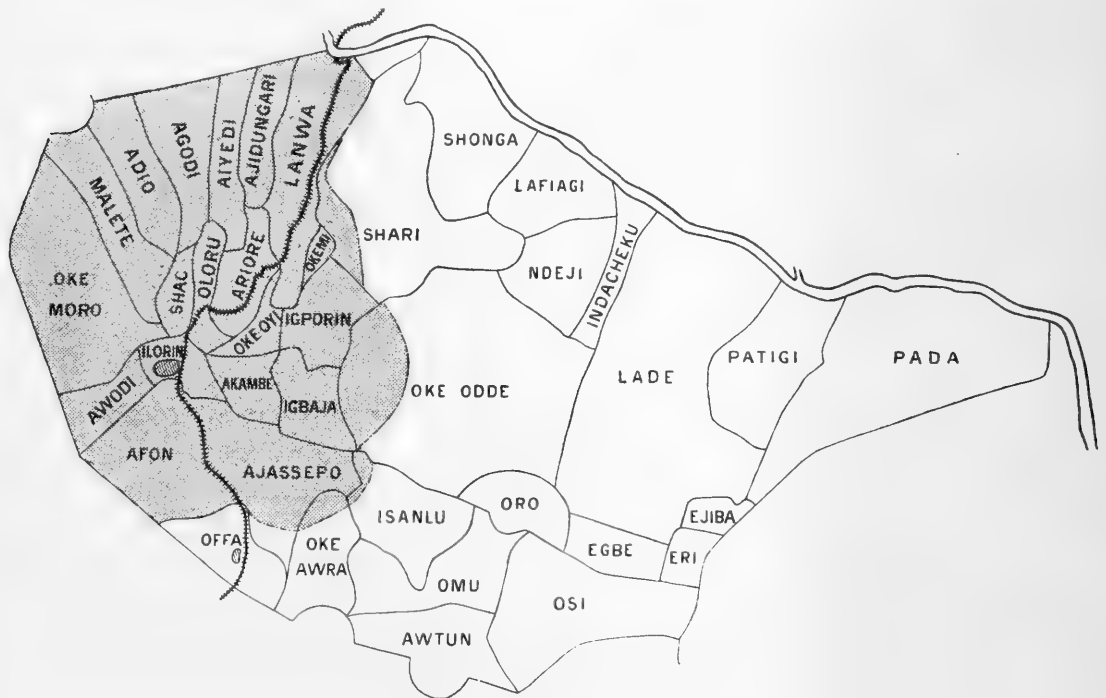 SHONGA
LAFIAGI
SHARI
NDEJI
INDACHEKU
LANWA
AJIDUNGARI
AIYEDI
AGODI
ADIO
MALETE
OKE
MORO
SHAC
OLORU
ARIORE
OKEMI
OKE OYI
IGPORIN
ILORIN
AWODI
AKAMBE
IGBAJA
OKE ODDE
LADE
PATIGI
PADA
AFON
AJASSEPO
OFFA
OKE
AWRA
ISANLU
ORO
EJIBA
EGBE
ERI
OMU
OSI
AWTUN